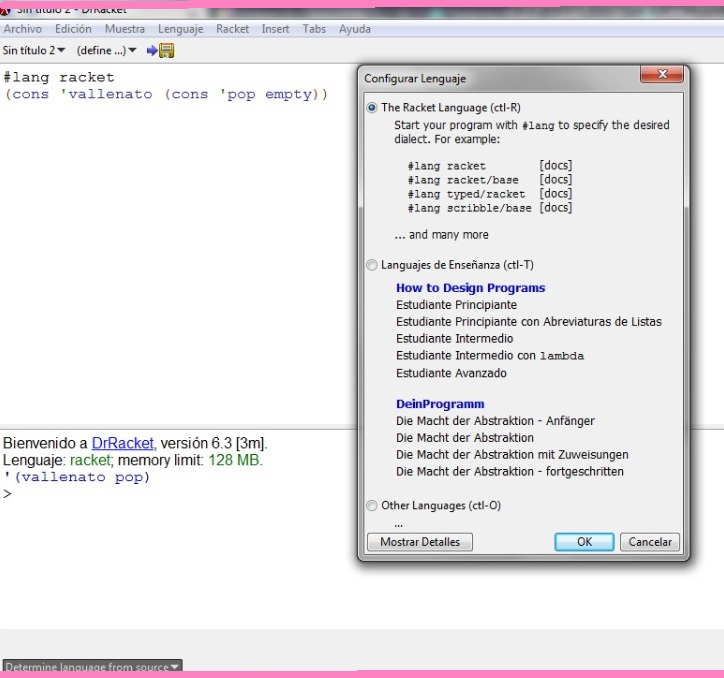 Sin título 2 - DrRacket
Archivo Edición Muestra Lenguaje Racket Insert Tabs Ayuda
Sin título 2 (define ...)
#lang racket
(cons 'vallenato (cons 'pop empty))
Configurar Lenguaje
The Racket Language (ctl-R)
Start your program with #lang to specify the desired
dialect. For example:
#lang racket [docs]
#lang racket/base [docs]
#lang typed/racket [docs]
#lang scribble/base [docs]
... and many more
Languajes de Enseñanza (ctl-T)
How to Design Programs
Estudiante Principiante
Estudiante Principiante con Abreviaturas de Listas
Estudiante Intermedio
Estudiante Intermedio con lambda
Estudiante Avanzado
DeinProgramm
Die Macht der Abstraktion - Anfänger
Die Macht der Abstraktion
Die Macht der Abstraktion mit Zuweisungen
Die Macht der Abstraktion - fortgeschritten
Other Languages (ctl-O)
...
Mostrar Detalles OK Cancelar
Bienvenido a DrRacket, versión 6.3 [3m].
Lenguaje: racket; memory limit: 128 MB.
'(vallenato pop)
>
Determine language from source